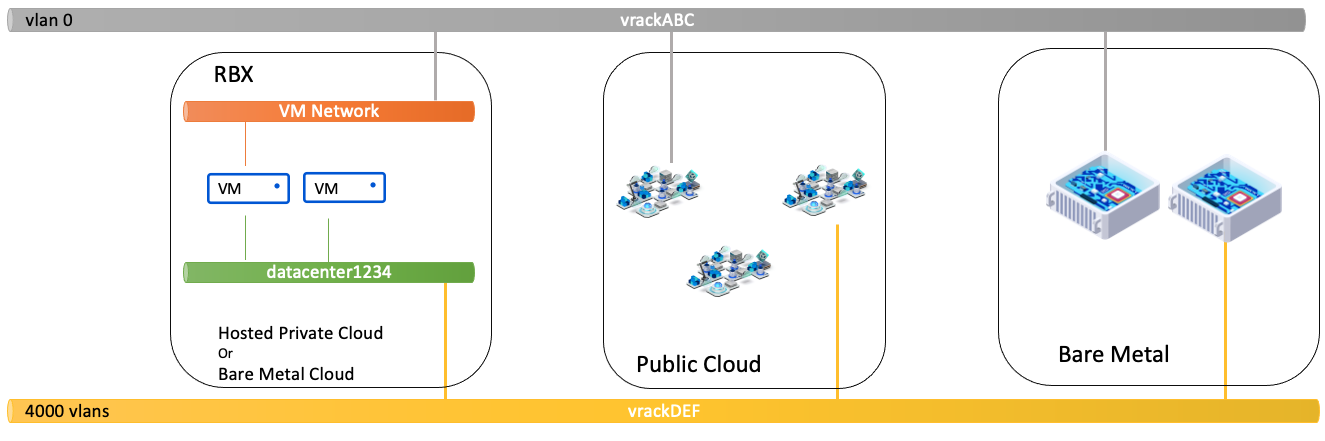 vlan 0
vrackABC
RBX
VM Network
VM
VM
datacenter1234
Hosted Private Cloud
Or
Bare Metal Cloud
Public Cloud
Bare Metal
4000 vlans
vrackDEF